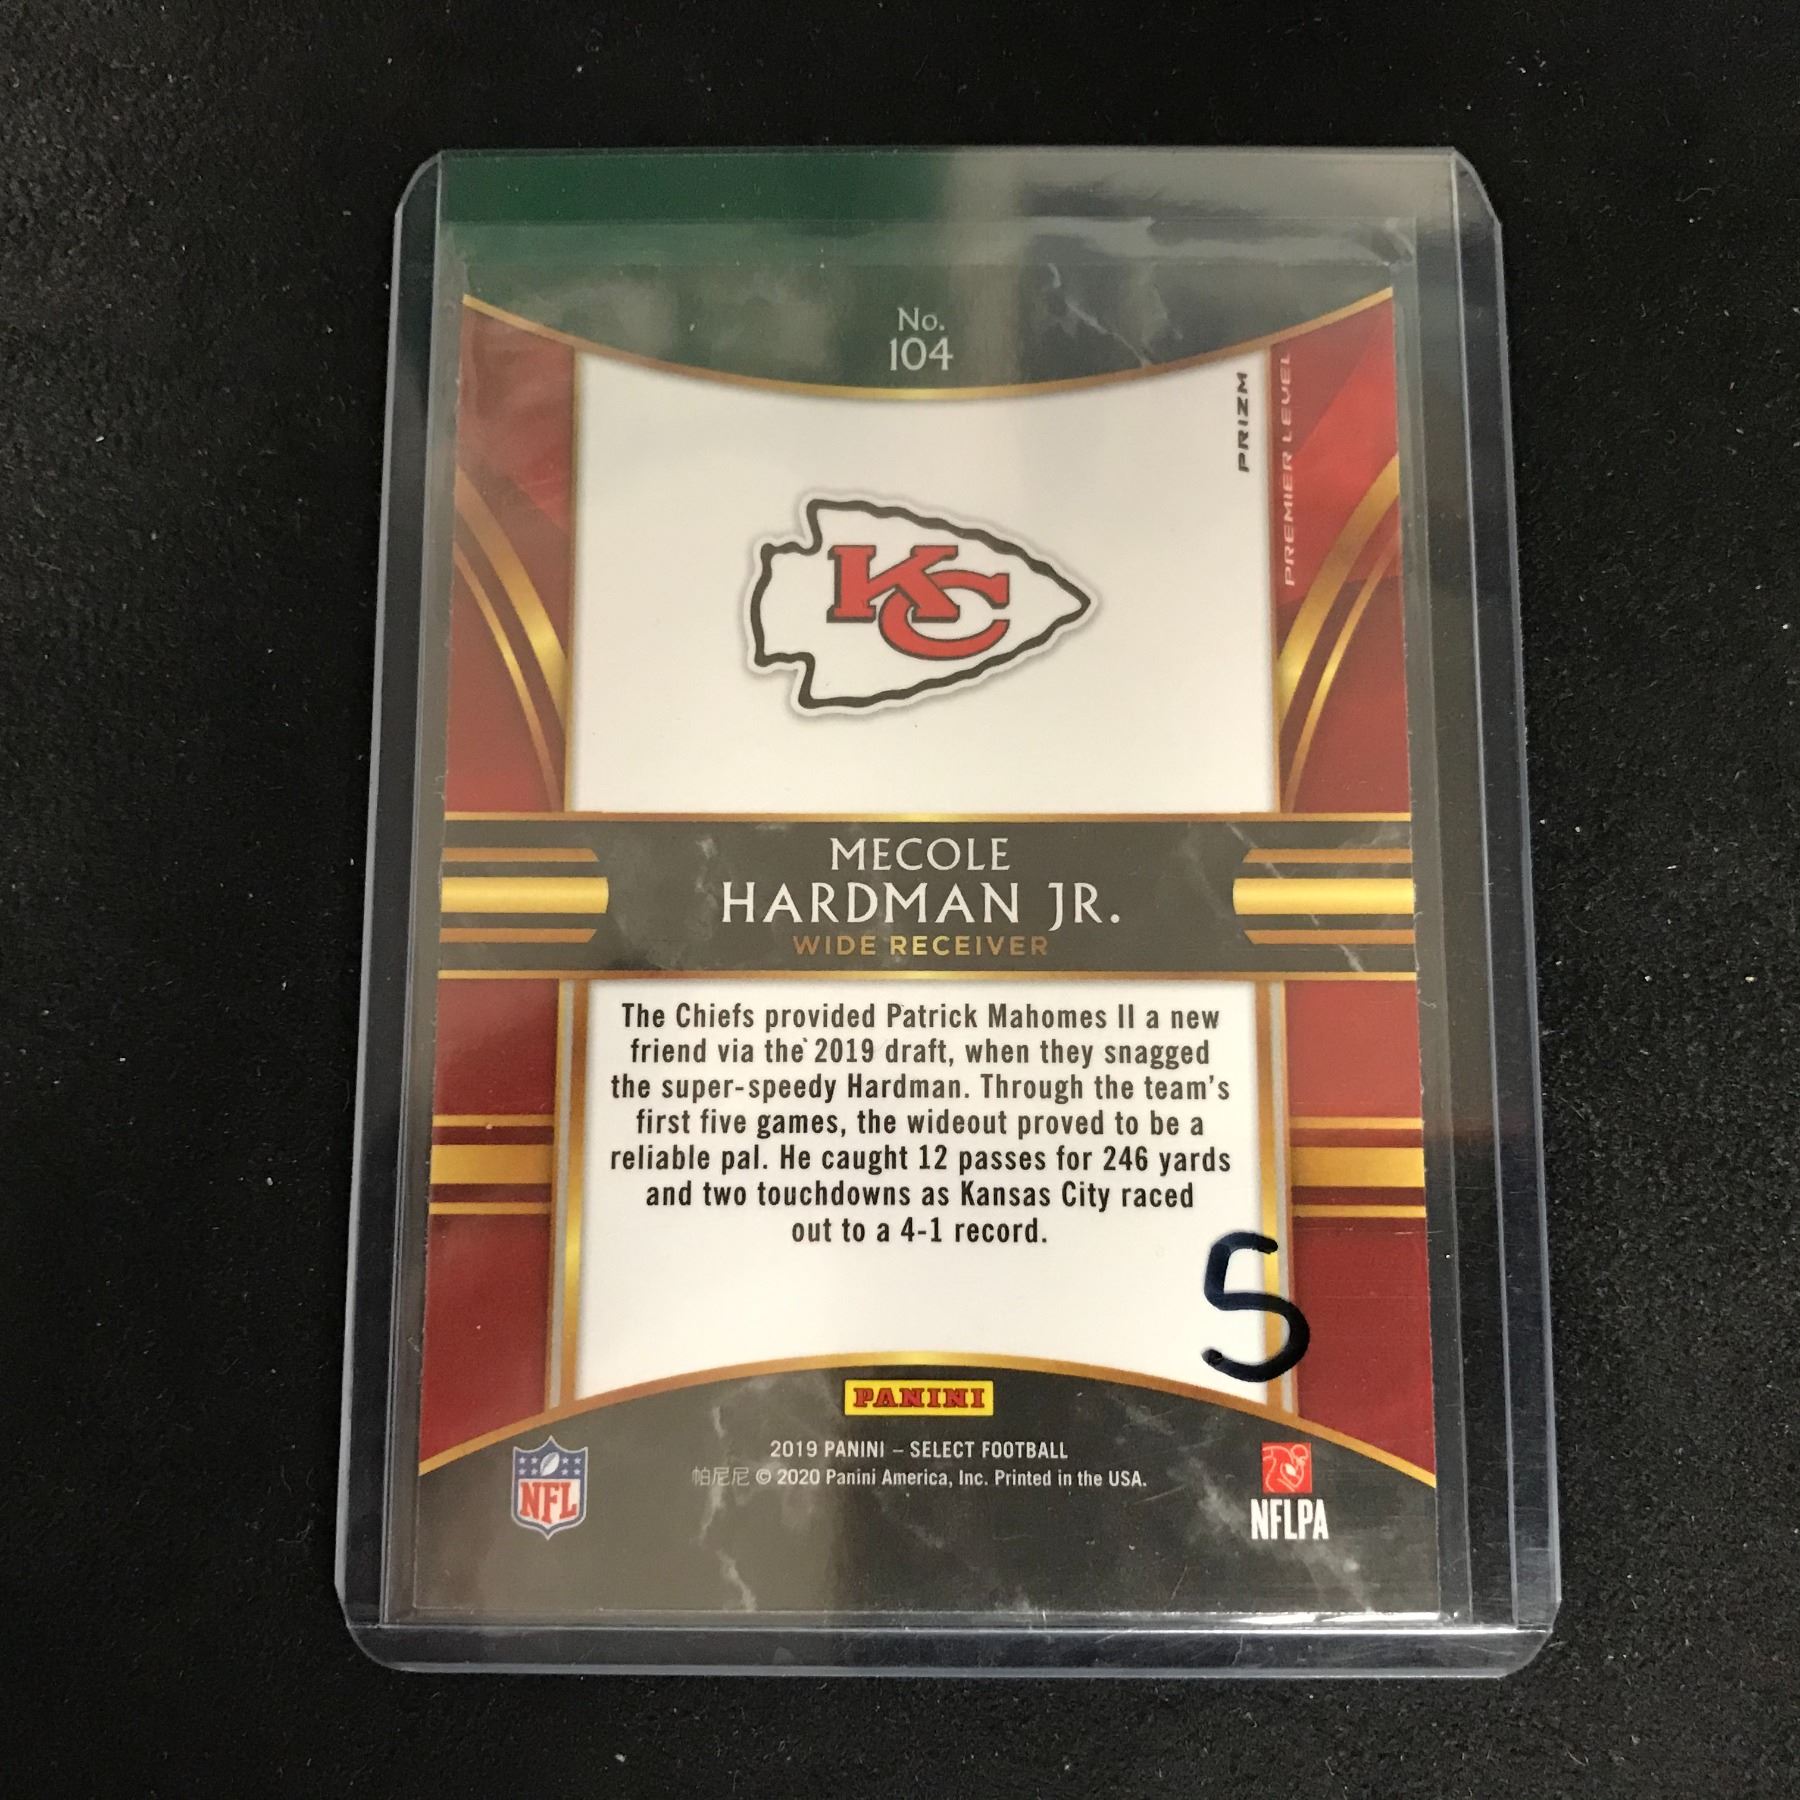 No.
104
PRIZM
PREMIER LEVEL
KC
MECOLE
HARDMAN JR.
WIDE RECEIVER
The Chiefs provided Patrick Mahomes II a new
friend via the 2019 draft, when they snagged
the super-speedy Hardman. Through the team's
first five games, the wideout proved to be a
reliable pal. He caught 12 passes for 246 yards
and two touchdowns as Kansas City raced
out to a 4-1 record.
5
PANINI
2019 PANINI – SELECT FOOTBALL
帕尼尼 © 2020 Panini America, Inc. Printed in the USA.
NFL
NFLPA